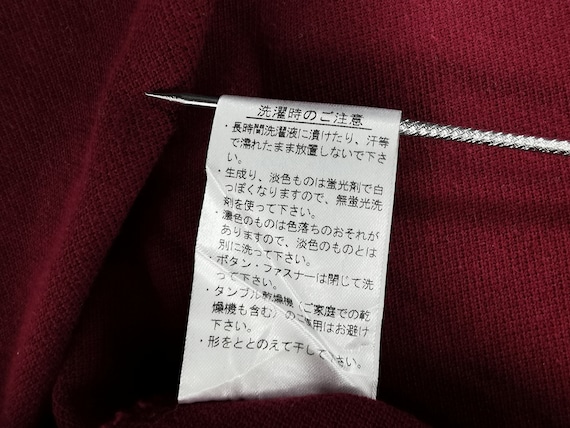 洗濯時のご注意
・長時間洗濯液に漬けたり、汗等
で濡れたまま放置しないで下さ
い。
・生成り、淡色ものは蛍光剤で白
っぽくなりますので、無蛍光洗
剤を使って下さい。
・濃色のものは色落ちのおそれが
ありますので、淡色のものとは
別に洗って下さい。
・ボタン・ファスナーは閉じて洗
って下さい。
・タンブル乾燥機（ご家庭での乾
燥機も含む）のご使用はお避け
下さい。
・形をととのえて干して下さい。